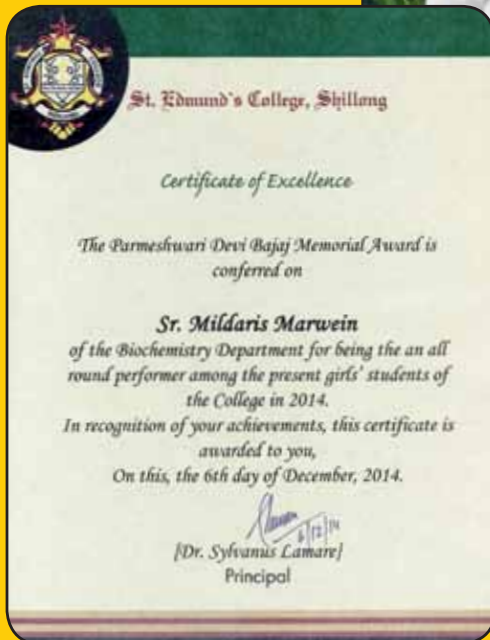 St. Edmund's College, Shillong
Certificate of Excellence
The Parmeshwari Devi Bajaj Memorial Award is
conferred on
Sr. Mildaris Marwein
of the Biochemistry Department for being the an all
round performer among the present girls' students of
the College in 2014.
In recognition of your achievements, this certificate is
awarded to you,
On this, the 6th day of December, 2014.
6/12/14
[Dr. Sylvanus Lamare]
Principal